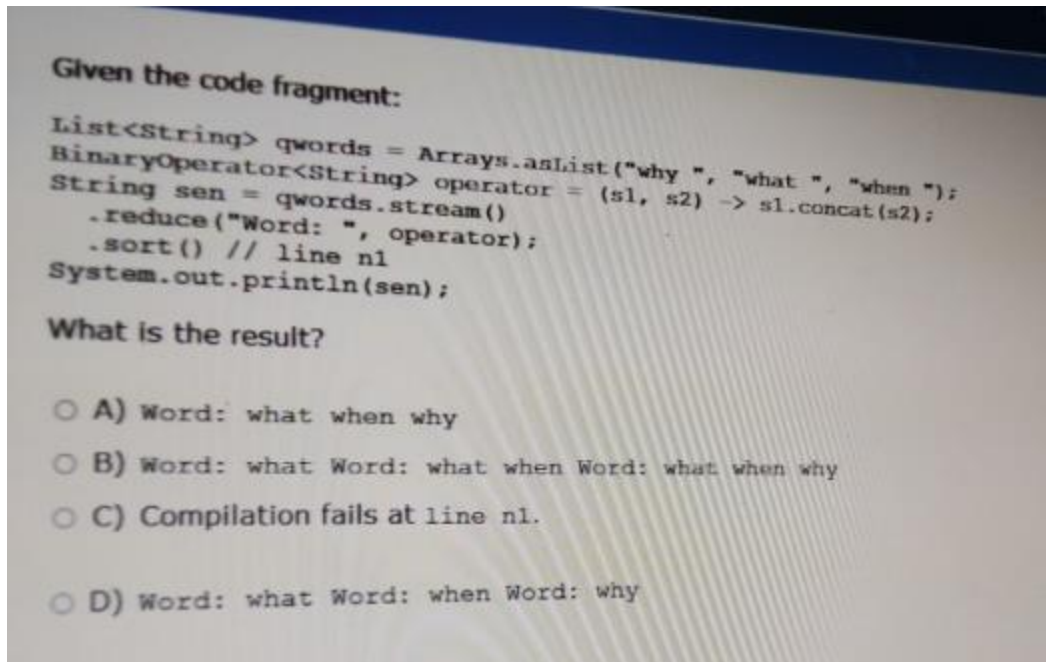 Given the code fragment:
List<String> qwords = Arrays.asList("why ", "what ", "when ");
BinaryOperator<String> operator = (s1, s2) -> s1.concat(s2);
String sen = qwords.stream()
.reduce("Word: ", operator);
.sort() // line n1
System.out.println(sen);
What is the result?
A) Word: what when why
B) Word: what Word: what when Word: what when why
C) Compilation fails at line n1.
D) Word: what Word: when Word: why